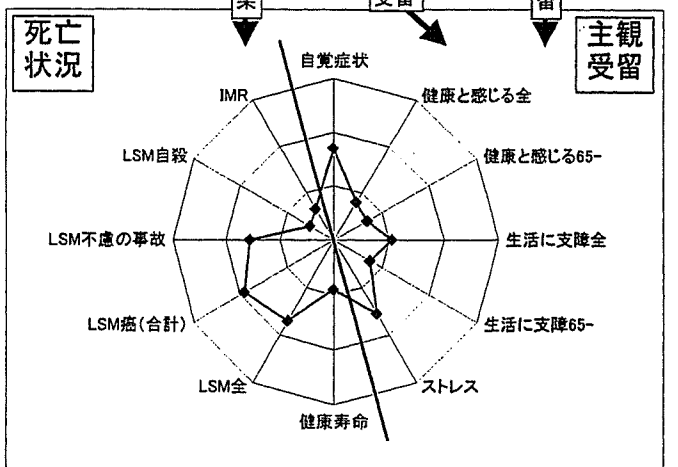 受留
死亡
状況
主観
受留
自覚症状
IMR
健康と感じる全
LSM自殺
健康と感じる65-
LSM不慮の事故
生活に支障全
LSM癌(合計)
生活に支障65-
LSM全
ストレス
健康寿命